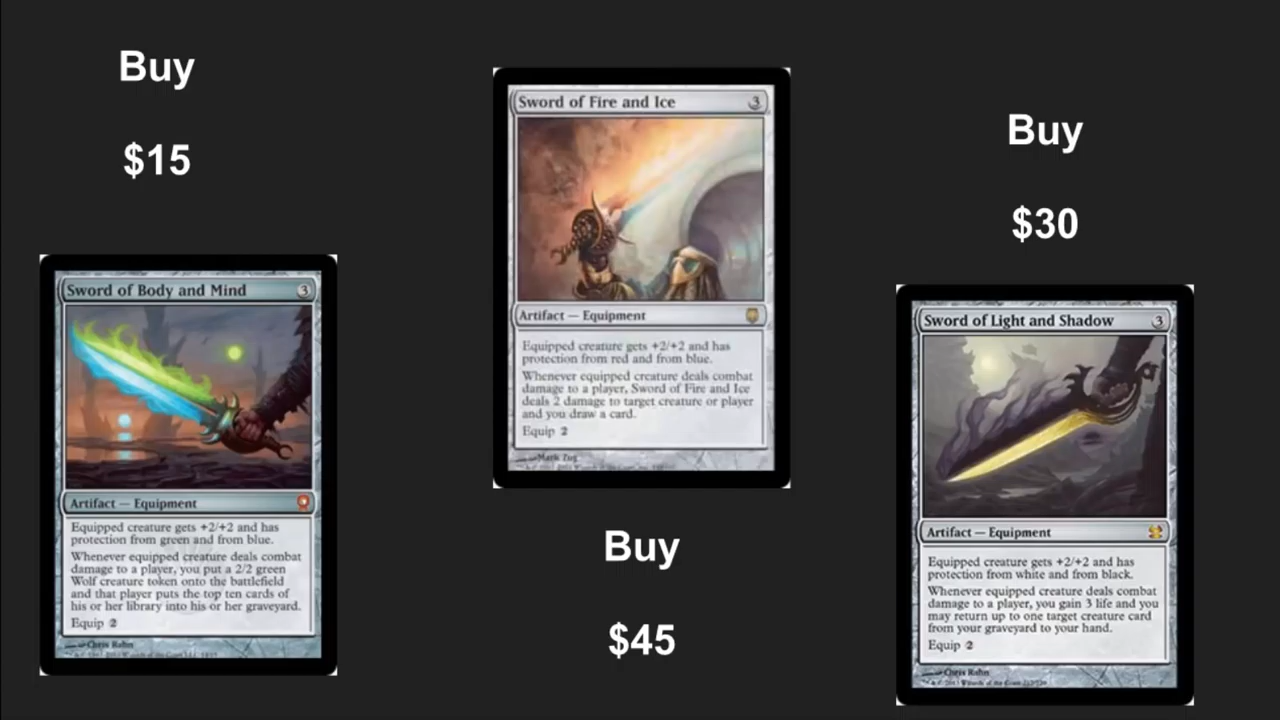 Buy
$15
Sword of Body and Mind 3
Artifact — Equipment
Equipped creature gets +2/+2 and has
protection from green and from blue.
Whenever equipped creature deals combat
damage to a player, you put a 2/2 green
Wolf creature token onto the battlefield
and that player puts the top ten cards of
his or her library into his or her graveyard.
Equip 2
Chris Rahn
Sword of Fire and Ice 3
Artifact — Equipment
Equipped creature gets +2/+2 and has
protection from red and from blue.
Whenever equipped creature deals combat
damage to a player, Sword of Fire and Ice
deals 2 damage to target creature or player
and you draw a card.
Equip 2
Mark Zug
Buy
$45
Buy
$30
Sword of Light and Shadow 3
Artifact — Equipment
Equipped creature gets +2/+2 and has
protection from white and from black.
Whenever equipped creature deals combat
damage to a player, you gain 3 life and you
may return up to one target creature card
from your graveyard to your hand.
Equip 2
Chris Rahn